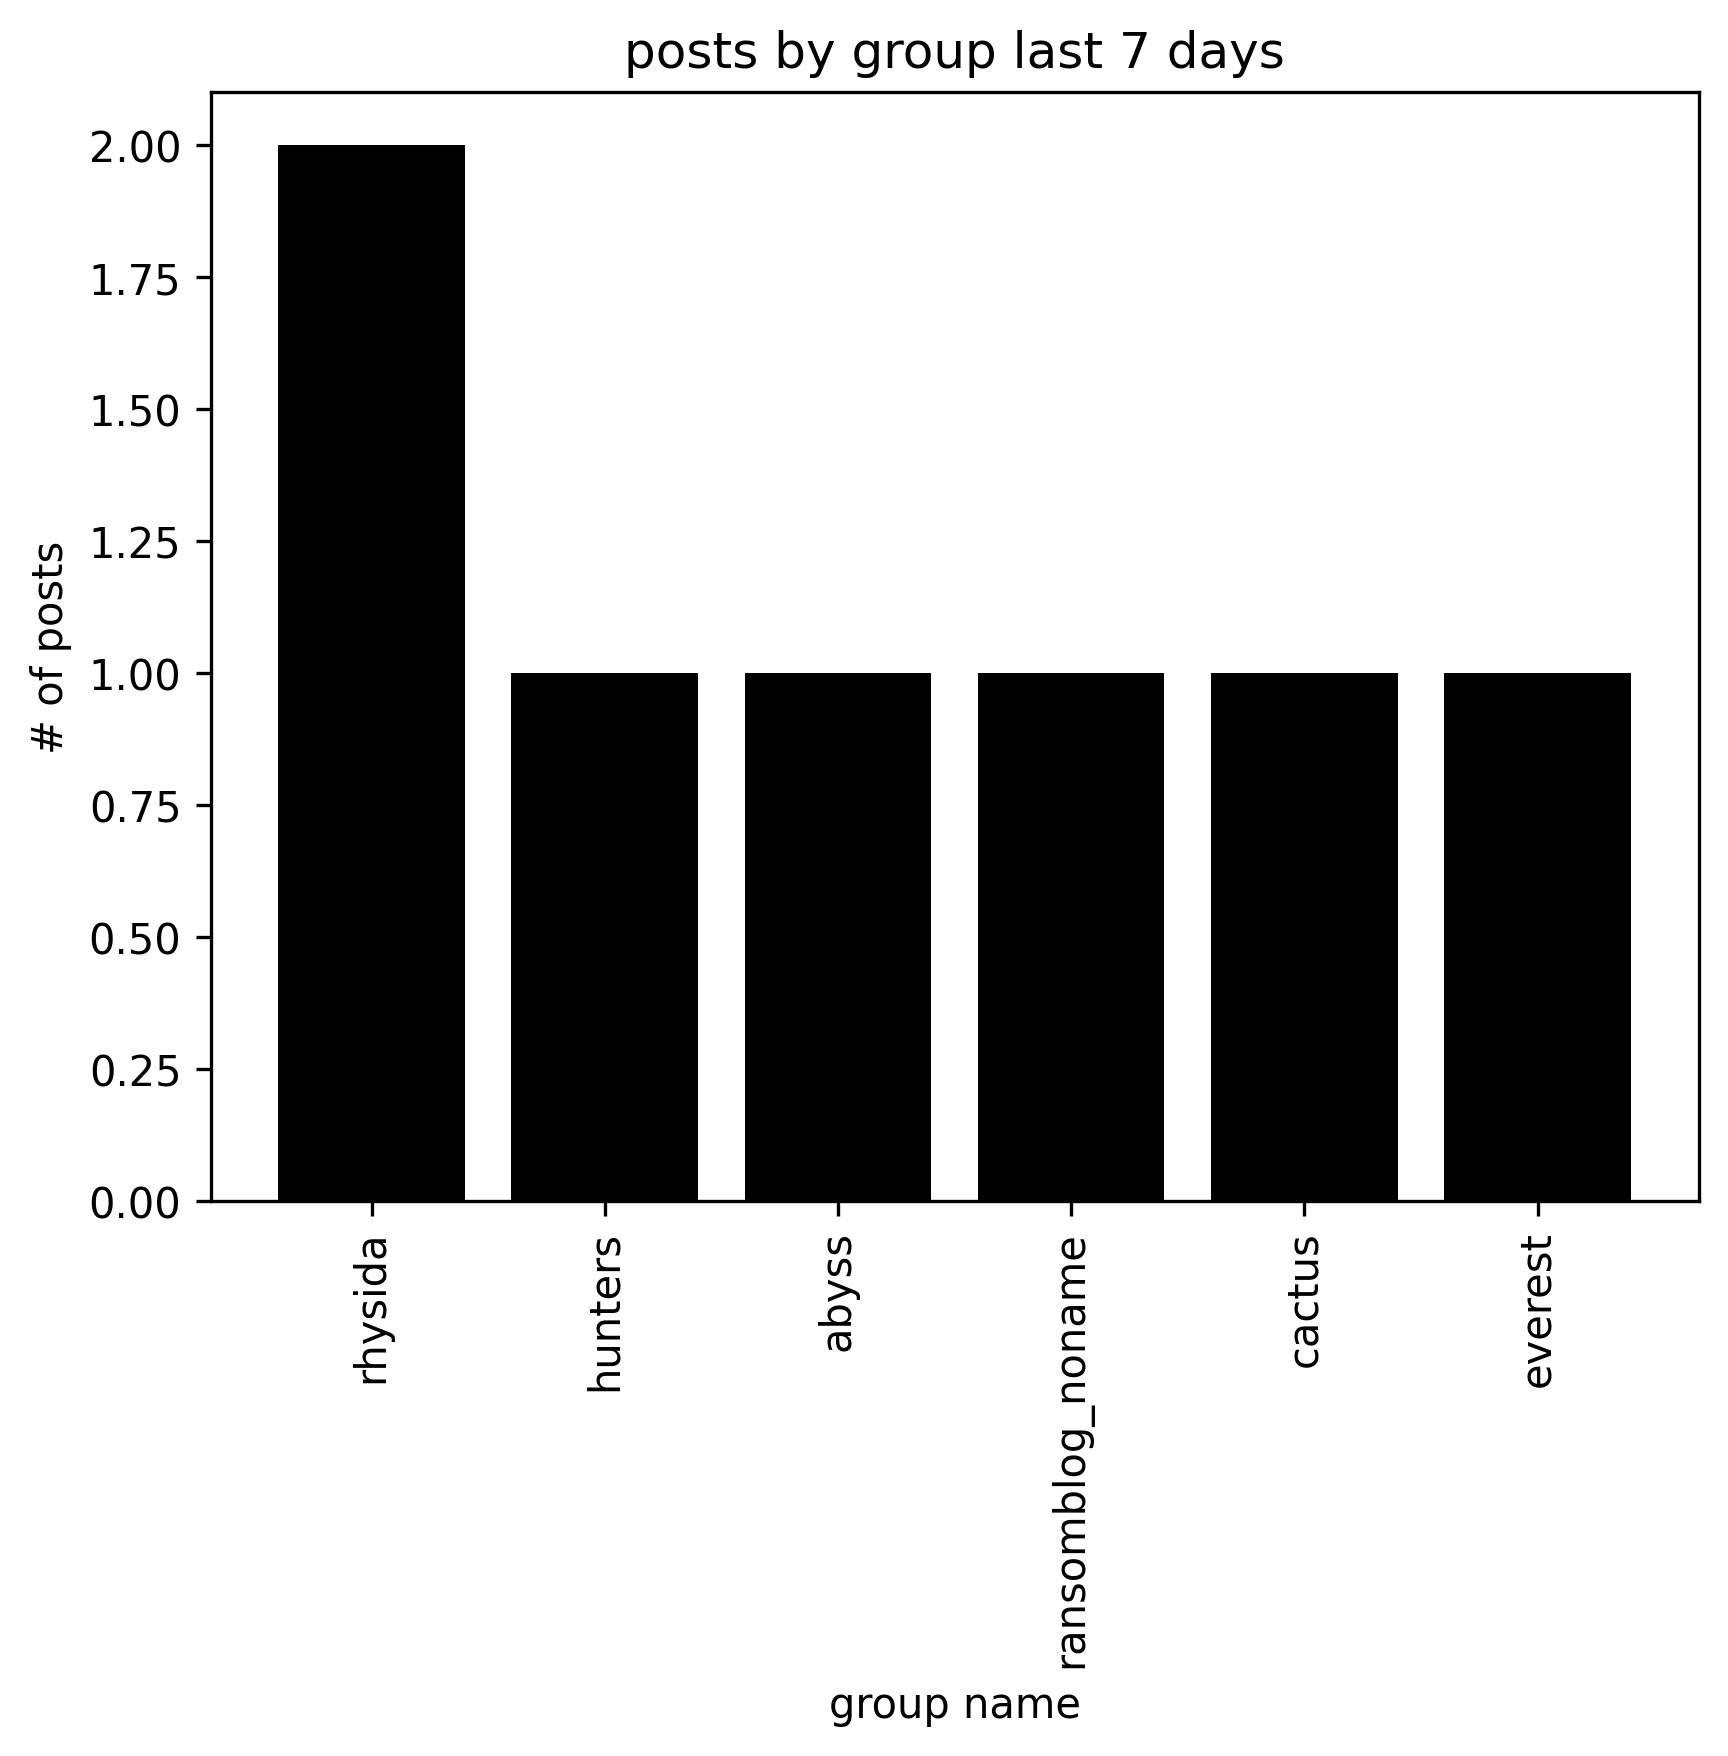 posts by group last 7 days
# of posts
2.00
1.75
1.50
1.25
1.00
0.75
0.50
0.25
0.00
rhysida
hunters
abyss
ransomblog_noname
cactus
everest
group name